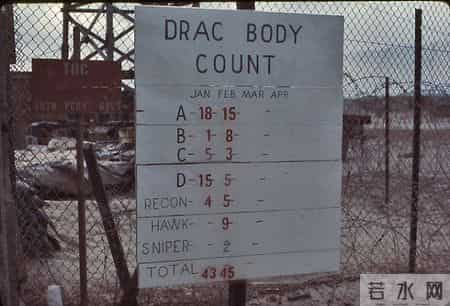 DRAC BODY
COUNT
JAN FEB MAR APR
A- 18- 15- -
B- 1- 8- -
C- 5- 3- -
D- 15- 5- -
RECON- 4 5- -
HAWK- - 9- -
SNIPER- - 2 -
TOTAL 43 45
TOC
若水网